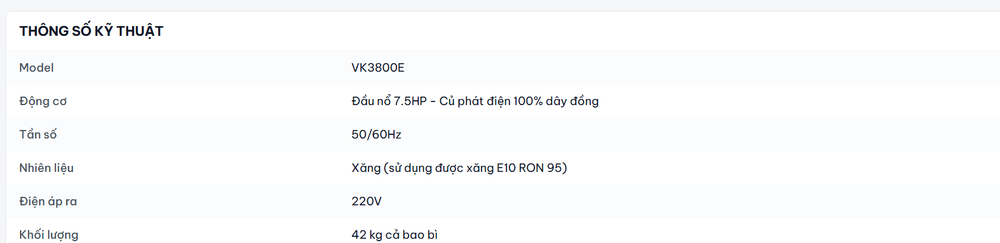 THÔNG SỐ KỸ THUẬT
Model VK3800E
Động cơ Đầu nổ 7.5HP - Củ phát điện 100% dây đồng
Tần số 50/60Hz
Nhiên liệu Xăng (sử dụng được xăng E10 RON 95)
Điện áp ra 220V
Khối lượng 42 kg cả bao bì